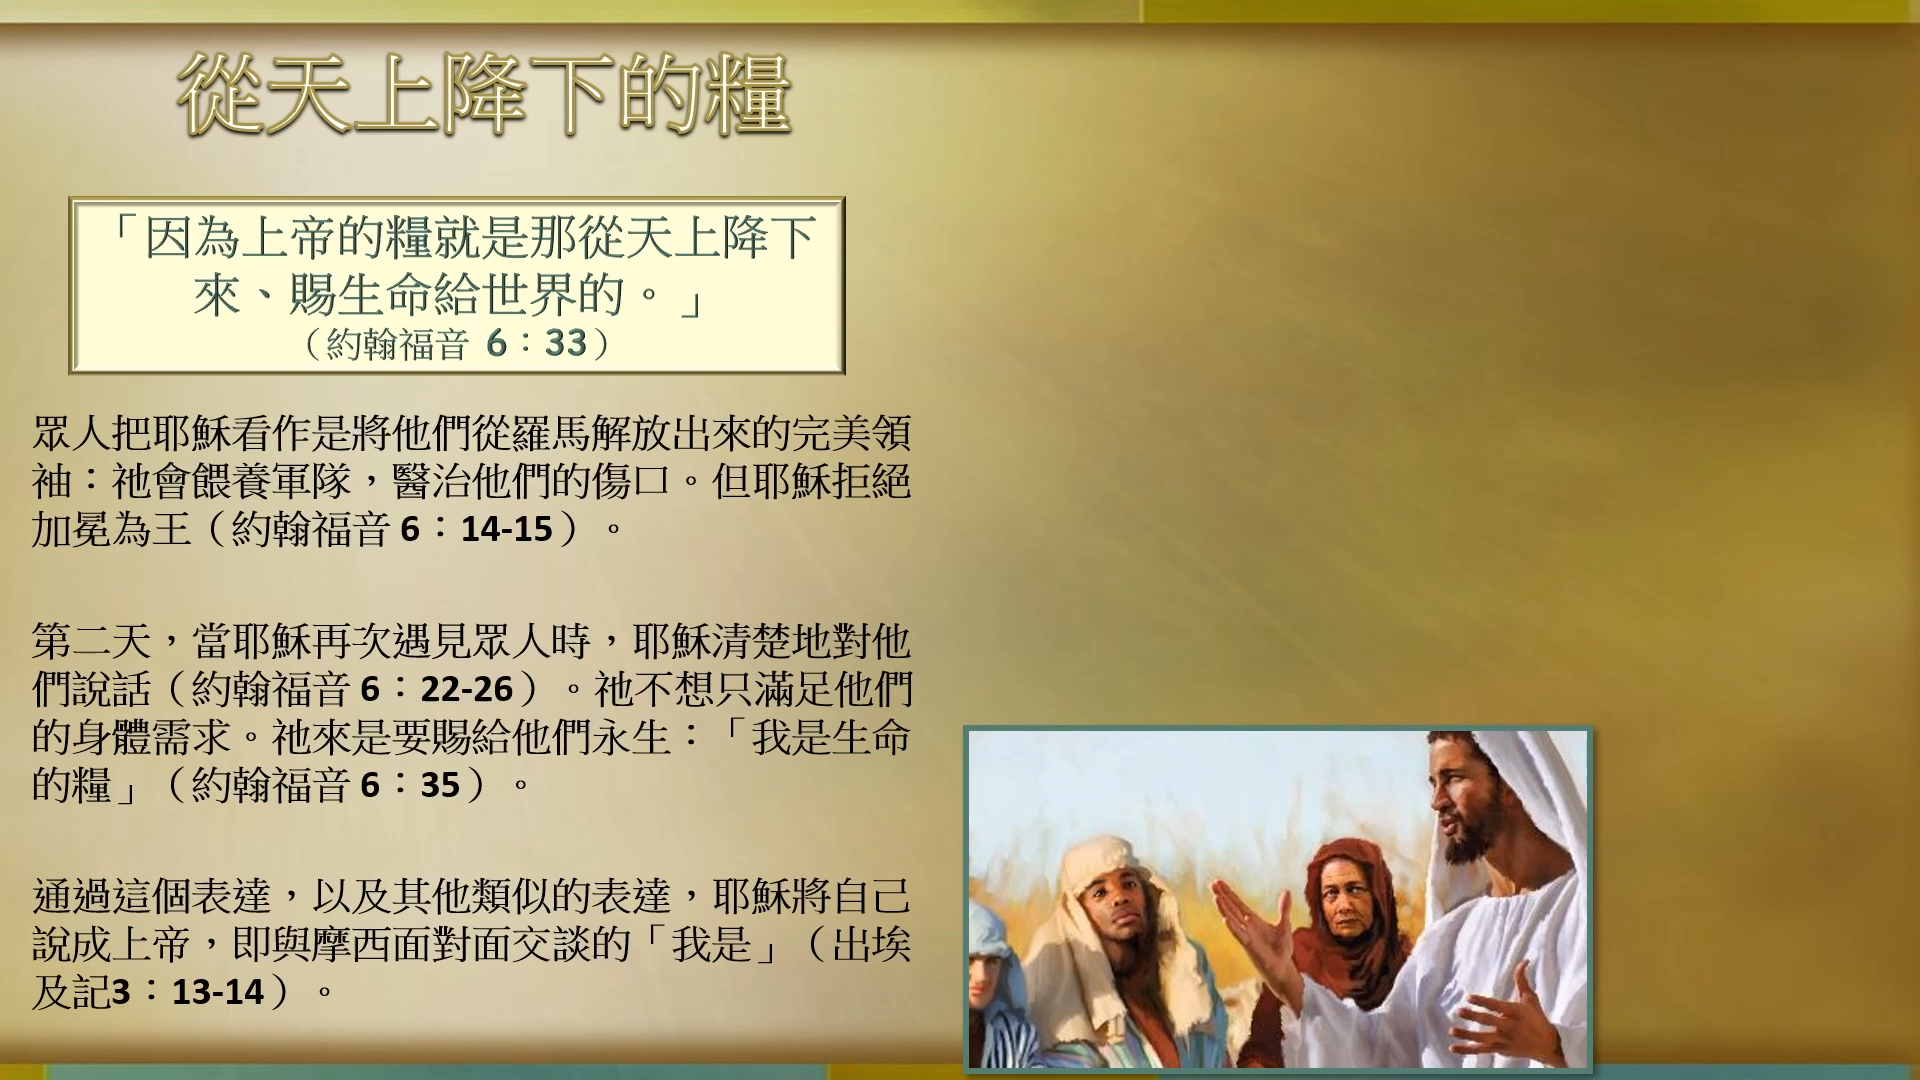 從天上降下的糧
「因為上帝的糧就是那從天上降下
來、賜生命給世界的。」
（約翰福音 6：33）
眾人把耶穌看作是將他們從羅馬解放出來的完美領
袖：祂會餵養軍隊，醫治他們的傷口。但耶穌拒絕
加冕為王（約翰福音 6：14-15）。
第二天，當耶穌再次遇見眾人時，耶穌清楚地對他
們說話（約翰福音 6：22-26）。祂不想只滿足他們
的身體需求。祂來是要賜給他們永生：「我是生命
的糧」（約翰福音 6：35）。
通過這個表達，以及其他類似的表達，耶穌將自己
說成上帝，即與摩西面對面交談的「我是」（出埃
及記3：13-14）。